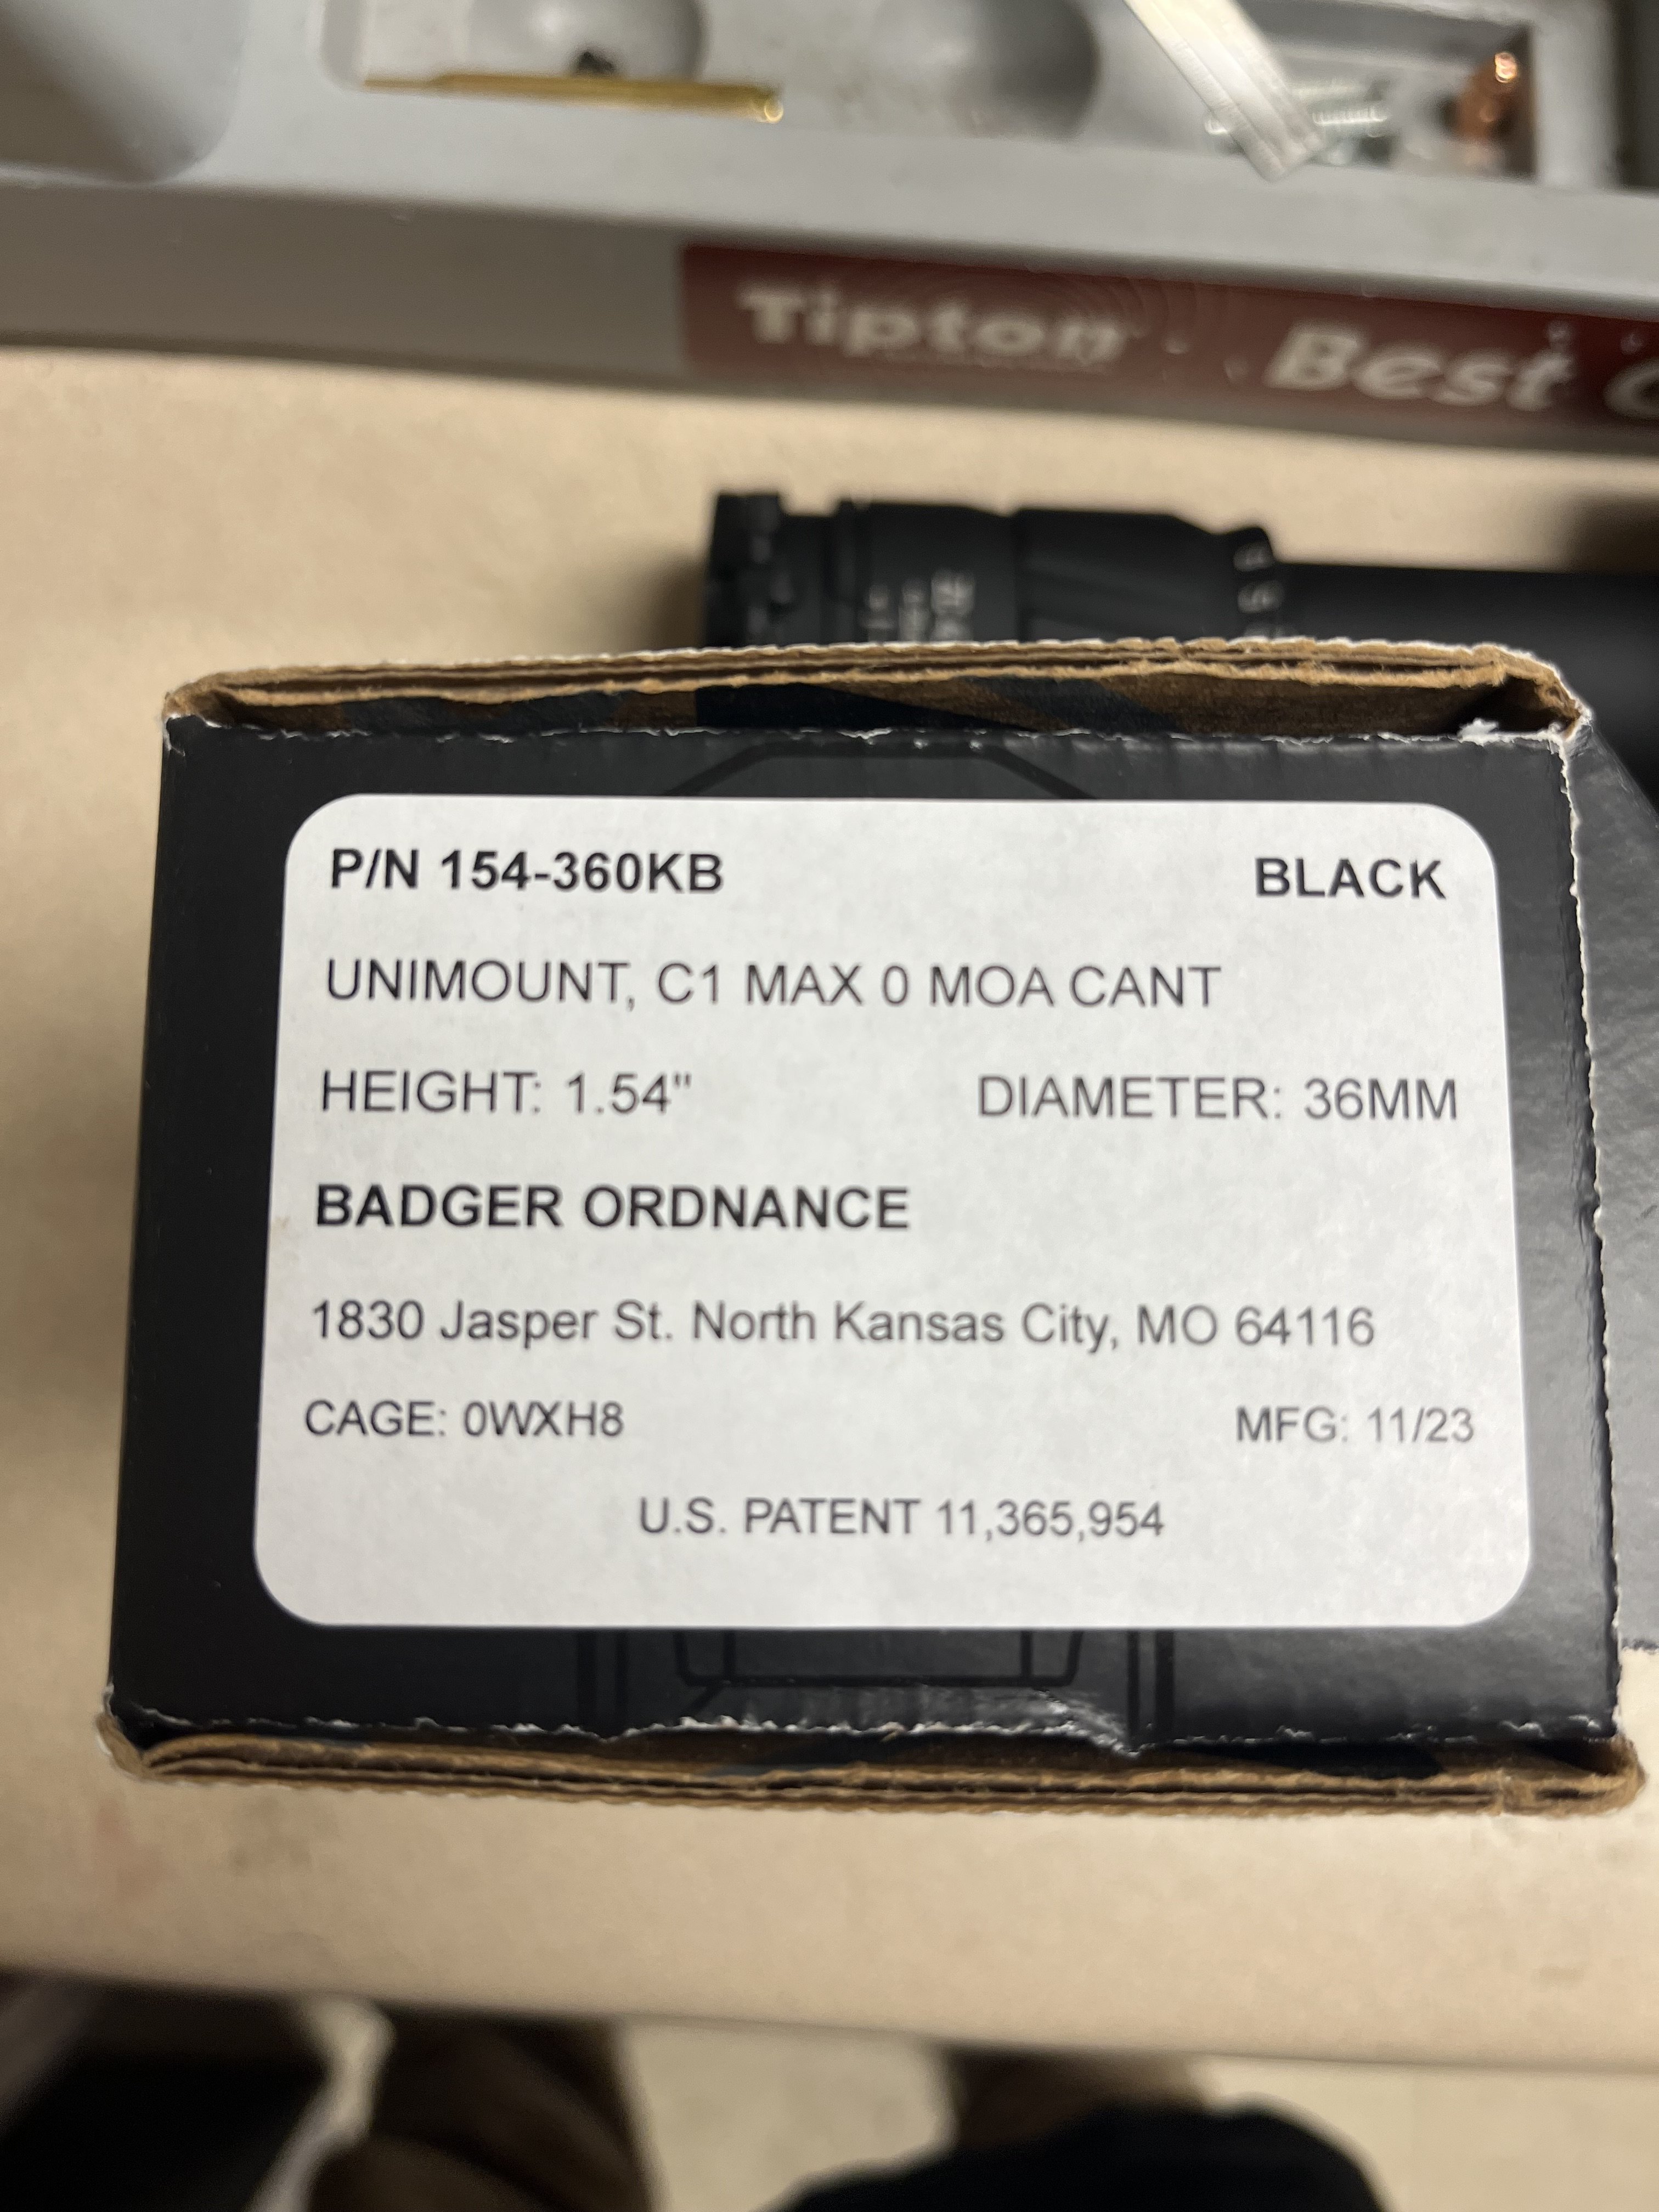 Tipton Best
P/N 154-360KB BLACK
UNIMOUNT, C1 MAX 0 MOA CANT
HEIGHT: 1.54" DIAMETER: 36MM
BADGER ORDNANCE
1830 Jasper St. North Kansas City, MO 64116
CAGE: 0WXH8 MFG: 11/23
U.S. PATENT 11,365,954